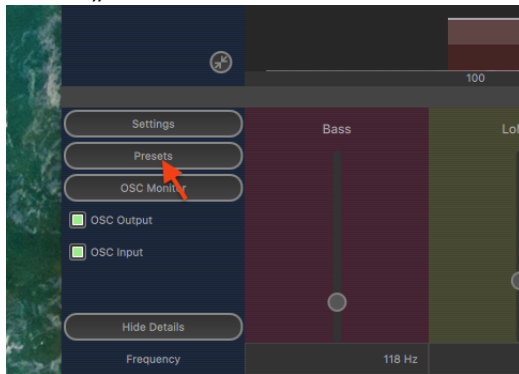 100
Settings
Bass
Presets
OSC Monitor
OSC Output
OSC Input
Hide Details
Frequency
118 Hz